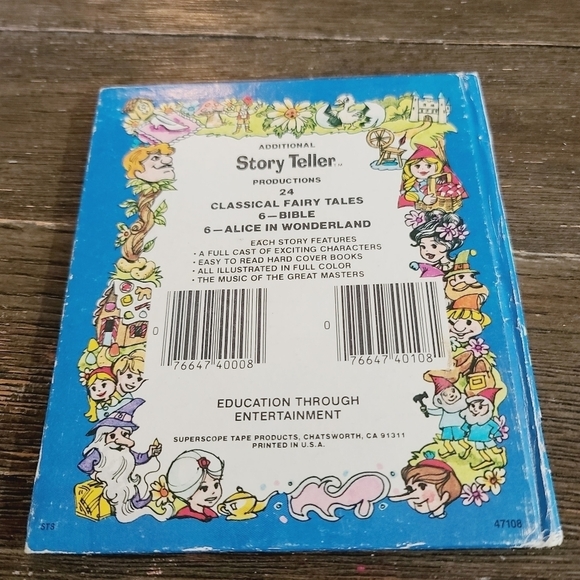 ADDITIONAL
Story Teller™
PRODUCTIONS
24
CLASSICAL FAIRY TALES
6—BIBLE
6—ALICE IN WONDERLAND
EACH STORY FEATURES
• A FULL CAST OF EXCITING CHARACTERS
• EASY TO READ HARD COVER BOOKS
• ALL ILLUSTRATED IN FULL COLOR
• THE MUSIC OF THE GREAT MASTERS
0 76647 40008
0 76647 40108
EDUCATION THROUGH
ENTERTAINMENT
SUPERSCOPE TAPE PRODUCTS, CHATSWORTH, CA 91311
PRINTED IN U.S.A.
STS
47108